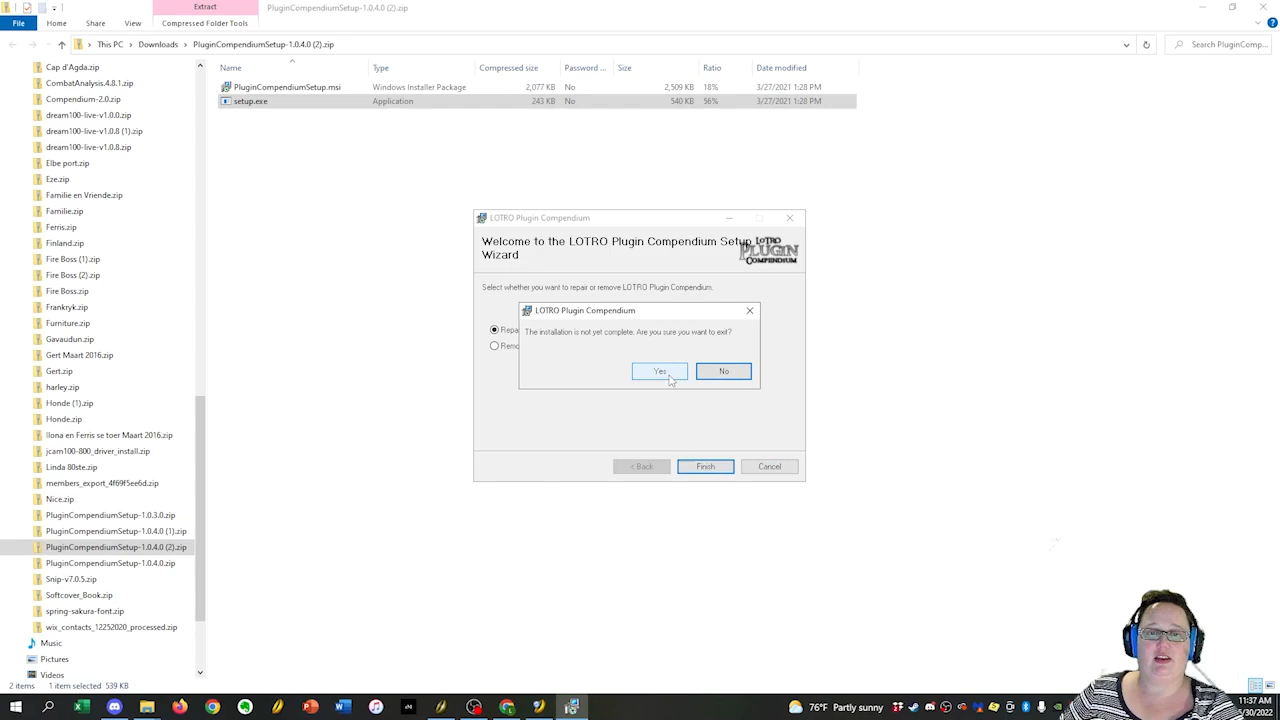 Extract
PluginCompendiumSetup-1.0.4.0 (2).zip
File
Home
Share
View
Compressed Folder Tools
This PC
Downloads
PluginCompendiumSetup-1.0.4.0 (2).zip
Search PluginComp...
Name
Type
Compressed size
Password ...
Size
Ratio
Date modified
PluginCompendiumSetup.msi
Windows Installer Package
2,077 KB
No
2,509 KB
18%
3/27/2021 1:28 PM
setup.exe
Application
243 KB
No
540 KB
56%
3/27/2021 1:28 PM
Cap d'Agda.zip
CombatAnalysis.4.8.1.zip
Compendium-2.0.zip
dream100-live-v1.0.0.zip
dream100-live-v1.0.8 (1).zip
dream100-live-v1.0.8.zip
Elbe port.zip
Eze.zip
Familie en Vriende.zip
Familie.zip
Ferris.zip
Finland.zip
Fire Boss (1).zip
Fire Boss (2).zip
Fire Boss.zip
Frankryk.zip
Furniture.zip
Gavaudun.zip
Gert Maart 2016.zip
Gert.zip
harley.zip
Honde (1).zip
Honde.zip
Ilona en Ferris se toer Maart 2016.zip
jcam100-800_driver_install.zip
Linda 80ste.zip
members_export_4f69f5ee6d.zip
Nice.zip
PluginCompendiumSetup-1.0.3.0.zip
PluginCompendiumSetup-1.0.4.0 (1).zip
PluginCompendiumSetup-1.0.4.0 (2).zip
PluginCompendiumSetup-1.0.4.0.zip
Snip-v7.0.5.zip
Softcover_Book.zip
spring-sakura-font.zip
wix_contacts_12252020_processed.zip
Music
Pictures
Videos
LOTRO Plugin Compendium
Welcome to the LOTRO Plugin Compendium Setup
Wizard
LOTRO
PLUGIN
COMPENDIUM
Select whether you want to repair or remove LOTRO Plugin Compendium.
Repa
Remo
LOTRO Plugin Compendium
The installation is not yet complete. Are you sure you want to exit?
Yes
No
< Back
Finish
Cancel
2 items
1 item selected 539 KB
76°F Partly sunny
11:37 AM
5/30/2022